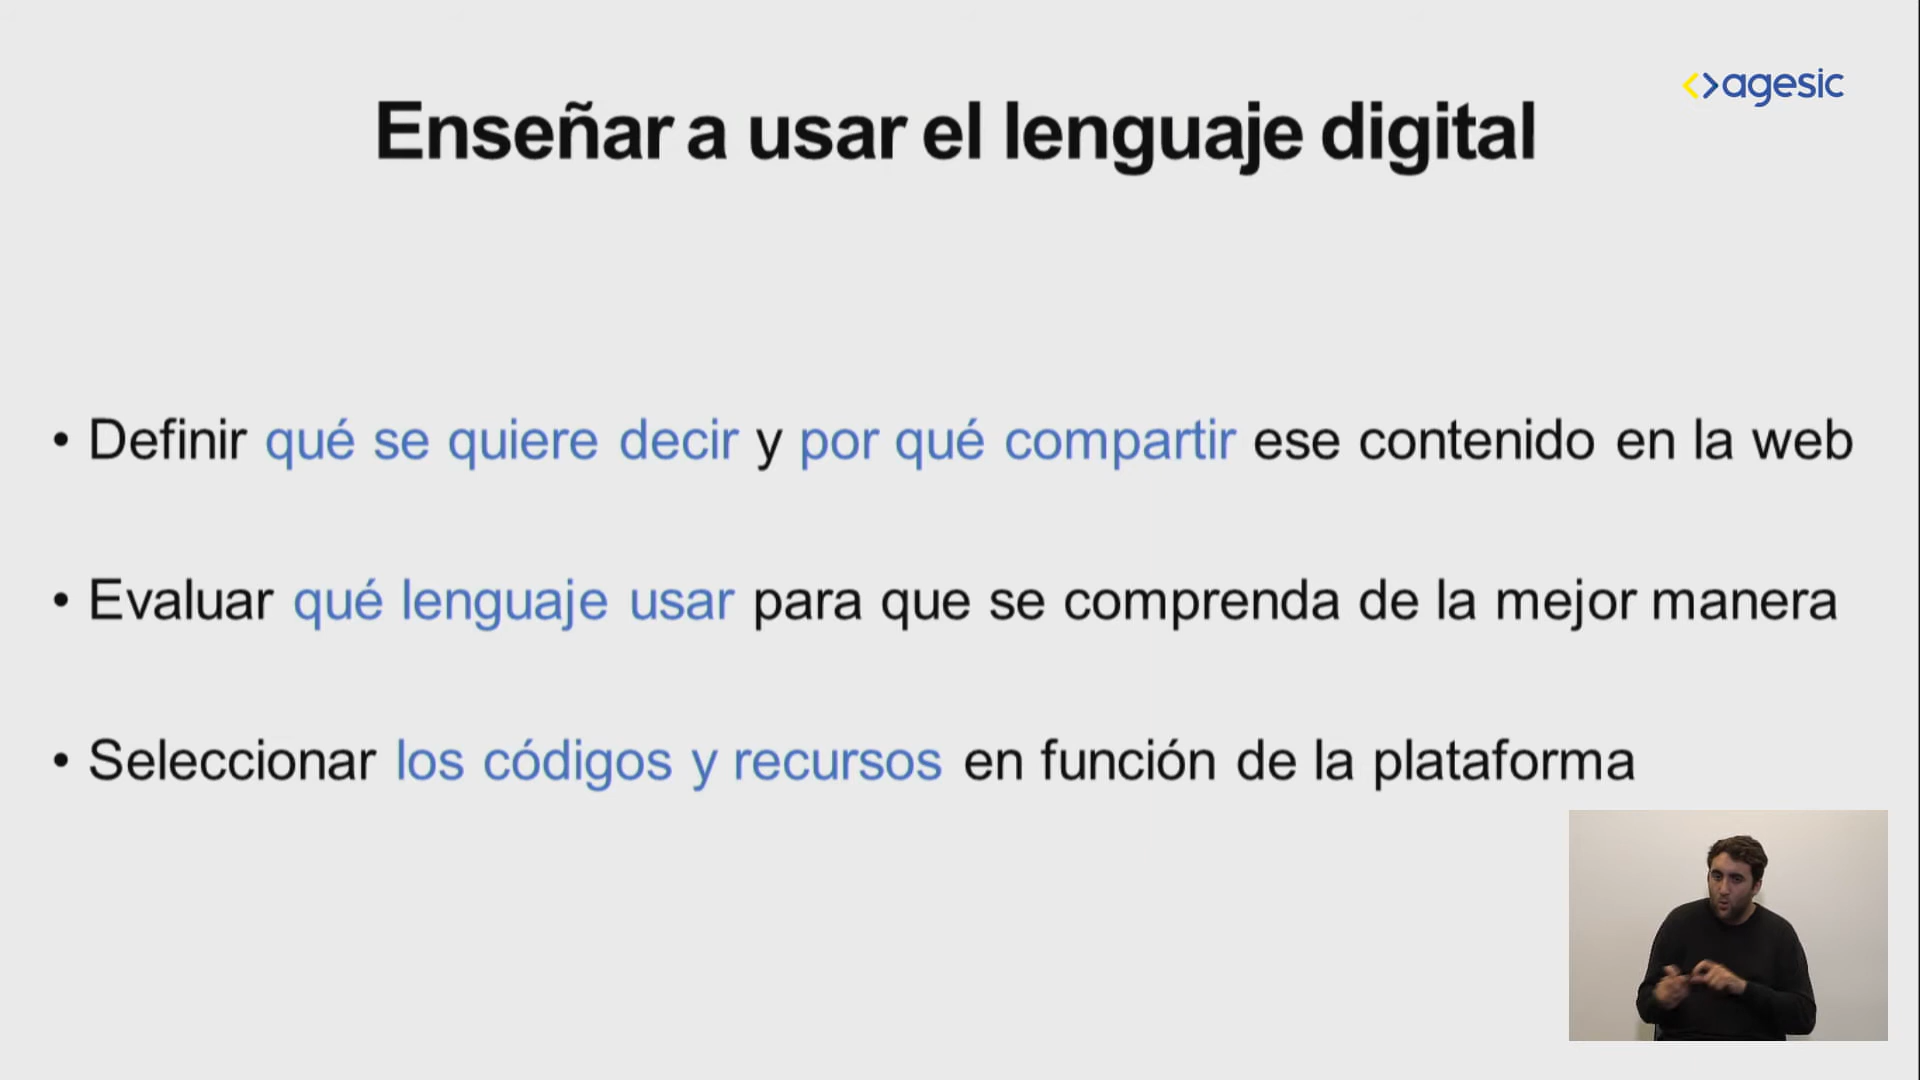 <>agesic
Enseñar a usar el lenguaje digital
• Definir qué se quiere decir y por qué compartir ese contenido en la web
• Evaluar qué lenguaje usar para que se comprenda de la mejor manera
• Seleccionar los códigos y recursos en función de la plataforma